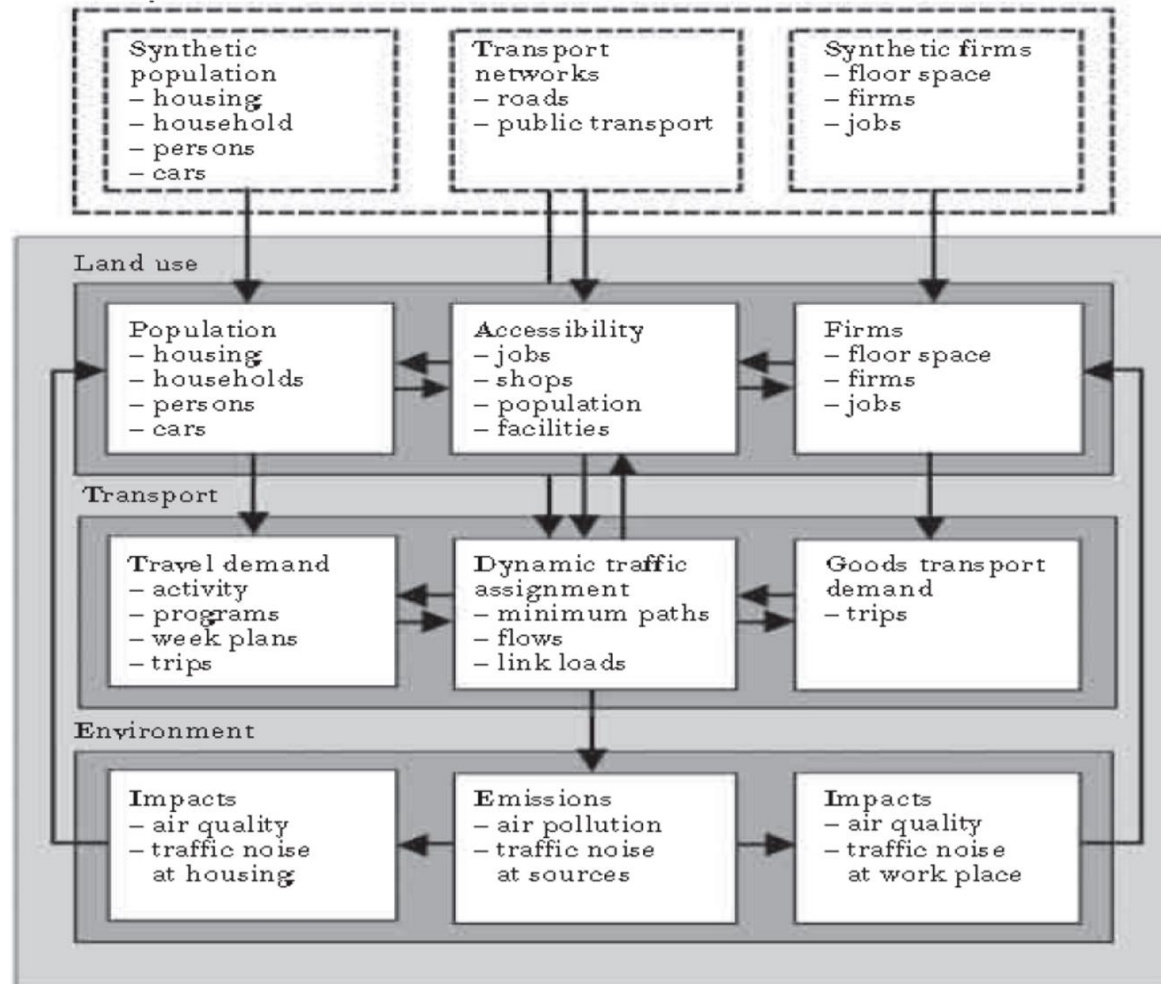 Synthetic
population
– housing
– household
– persons
– cars
Transport
networks
– roads
– public transport
Synthetic firms
– floor space
– firms
– jobs
Land use
Population
– housing
– households
– persons
– cars
Accessibility
– jobs
– shops
– population
– facilities
Firms
– floor space
– firms
– jobs
Transport
Travel demand
– activity
– programs
– week plans
– trips
Dynamic traffic
assignment
– minimum paths
– flows
– link loads
Goods transport
demand
– trips
Environment
Impacts
– air quality
– traffic noise
at housing
Emissions
– air pollution
– traffic noise
at sources
Impacts
– air quality
– traffic noise
at work place